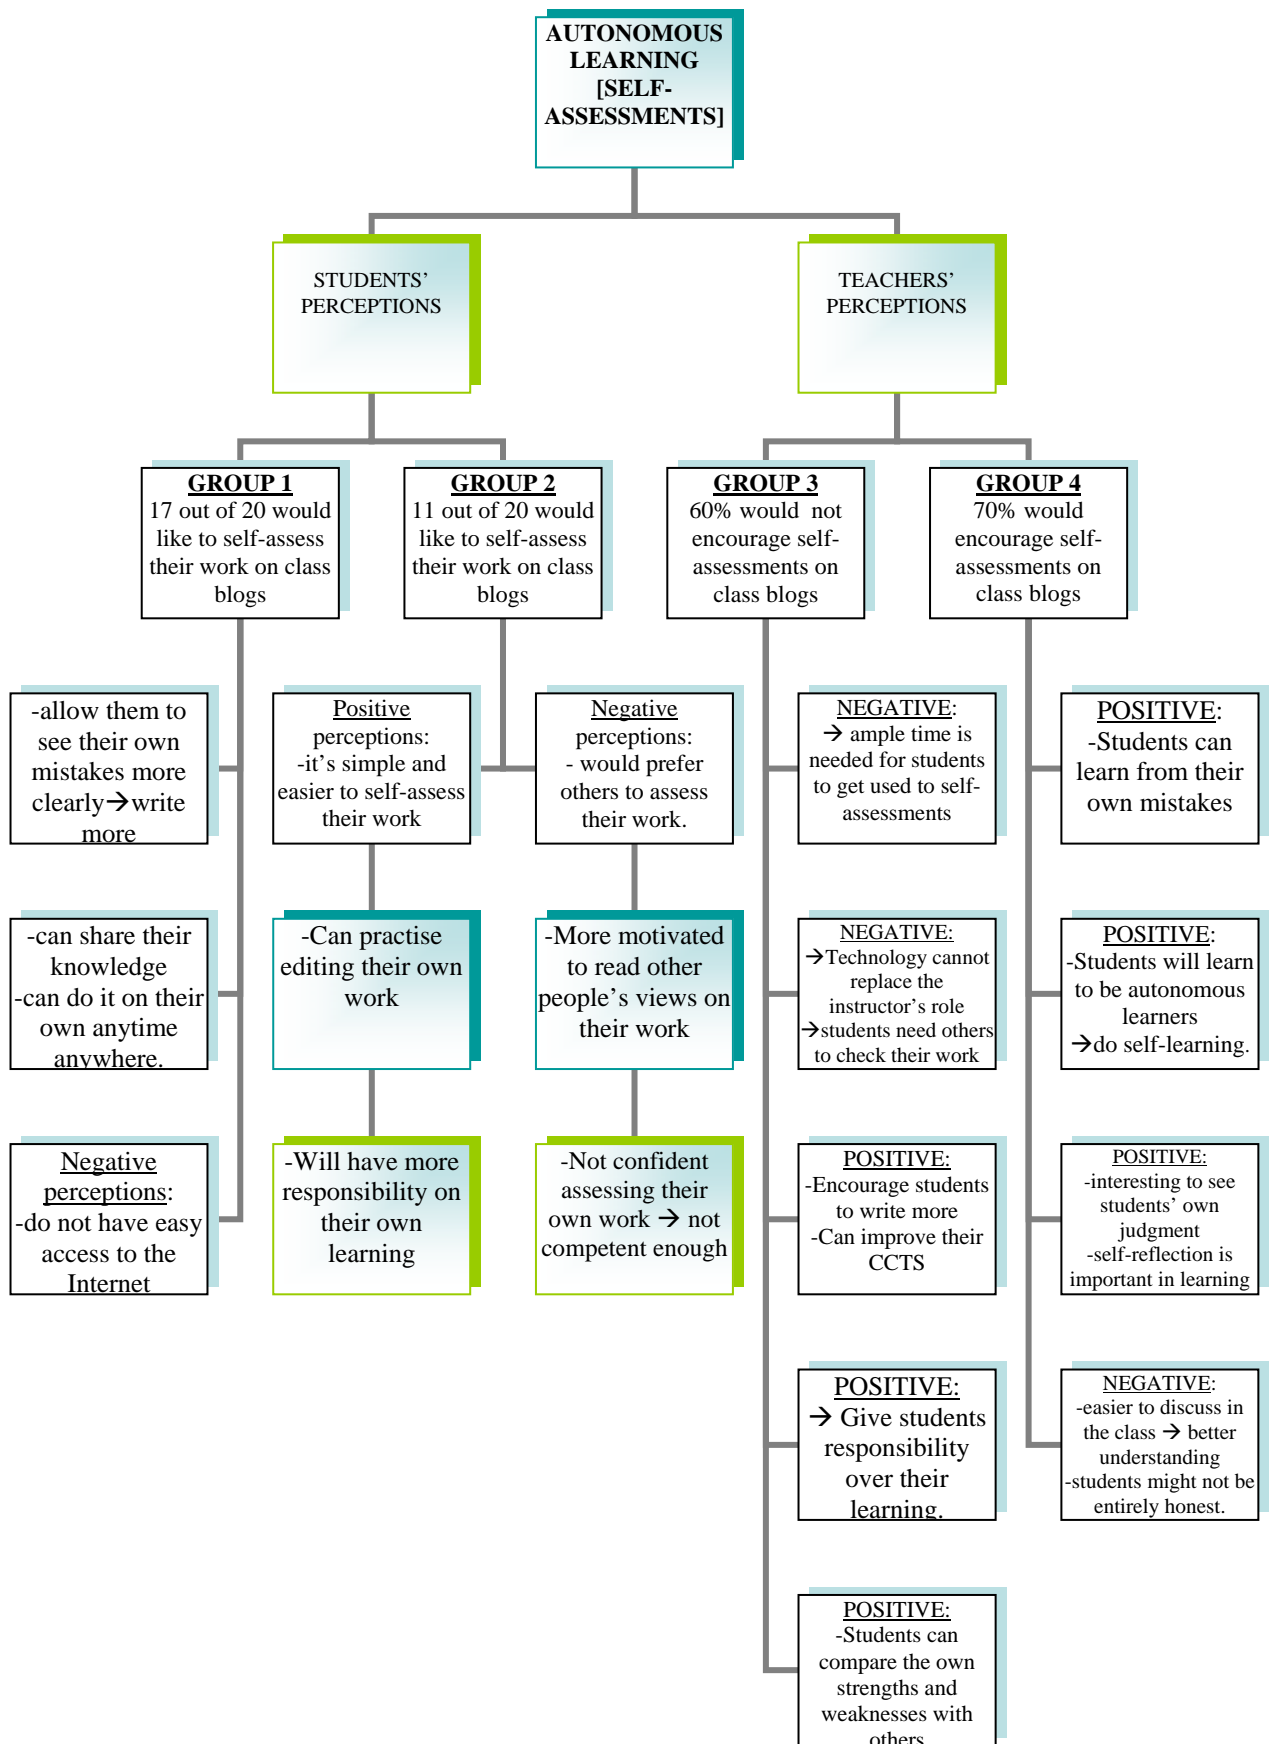 AUTONOMOUS
LEARNING
[SELF-
ASSESSMENTS]
STUDENTS’
PERCEPTIONS
TEACHERS’
PERCEPTIONS
GROUP 1
17 out of 20 would
like to self-assess
their work on class
blogs
GROUP 2
11 out of 20 would
like to self-assess
their work on class
blogs
GROUP 3
60% would  not
encourage self-
assessments on
class blogs
GROUP 4
70% would
encourage self-
assessments on
class blogs
-allow them to
see their own
mistakes more
clearly→write
more
Positive
perceptions:
-it’s simple and
easier to self-assess
their work
Negative
perceptions:
- would prefer
others to assess
their work.
NEGATIVE:
→ ample time is
needed for students
to get used to self-
assessments
POSITIVE:
-Students can
learn from their
own mistakes
-can share their
knowledge
-can do it on their
own anytime
anywhere.
-Can practise
editing their own
work
-More motivated
to read other
people’s views on
their work
NEGATIVE:
→Technology cannot
replace the
instructor’s role
→students need others
to check their work
POSITIVE:
-Students will learn
to be autonomous
learners
→do self-learning.
Negative
perceptions:
-do not have easy
access to the
Internet
-Will have more
responsibility on
their own
learning
-Not confident
assessing their
own work → not
competent enough
POSITIVE:
-Encourage students
to write more
-Can improve their
CCTS
POSITIVE:
-interesting to see
students’ own
judgment
-self-reflection is
important in learning
POSITIVE:
→ Give students
responsibility
over their
learning.
NEGATIVE:
-easier to discuss in
the class → better
understanding
-students might not be
entirely honest.
POSITIVE:
-Students can
compare the own
strengths and
weaknesses with
others